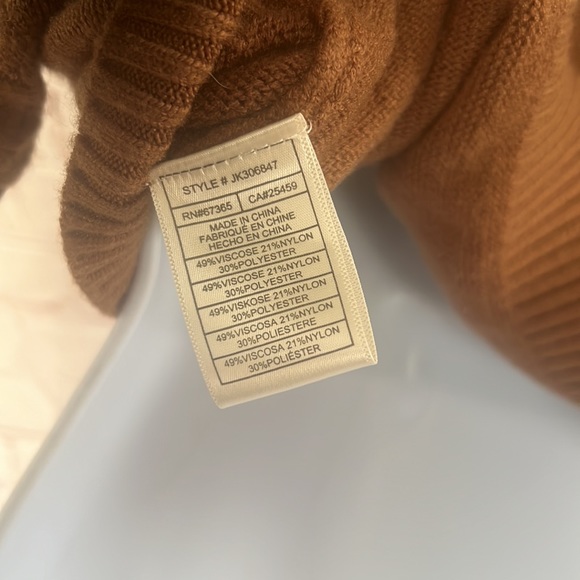 STYLE # JK306847
RN#67365 CA#25459
MADE IN CHINA
FABRIQUÉ EN CHINE
HECHO EN CHINA
49%VISCOSE 21%NYLON
30%POLYESTER
49%VISCOSE 21%NYLON
30%POLYESTER
49%VISKOSE 21%NYLON
30%POLYESTER
49%VISCOSA 21%NYLON
30%POLIESTERE
49%VISCOSA 21%NYLON
30%POLIÉSTER